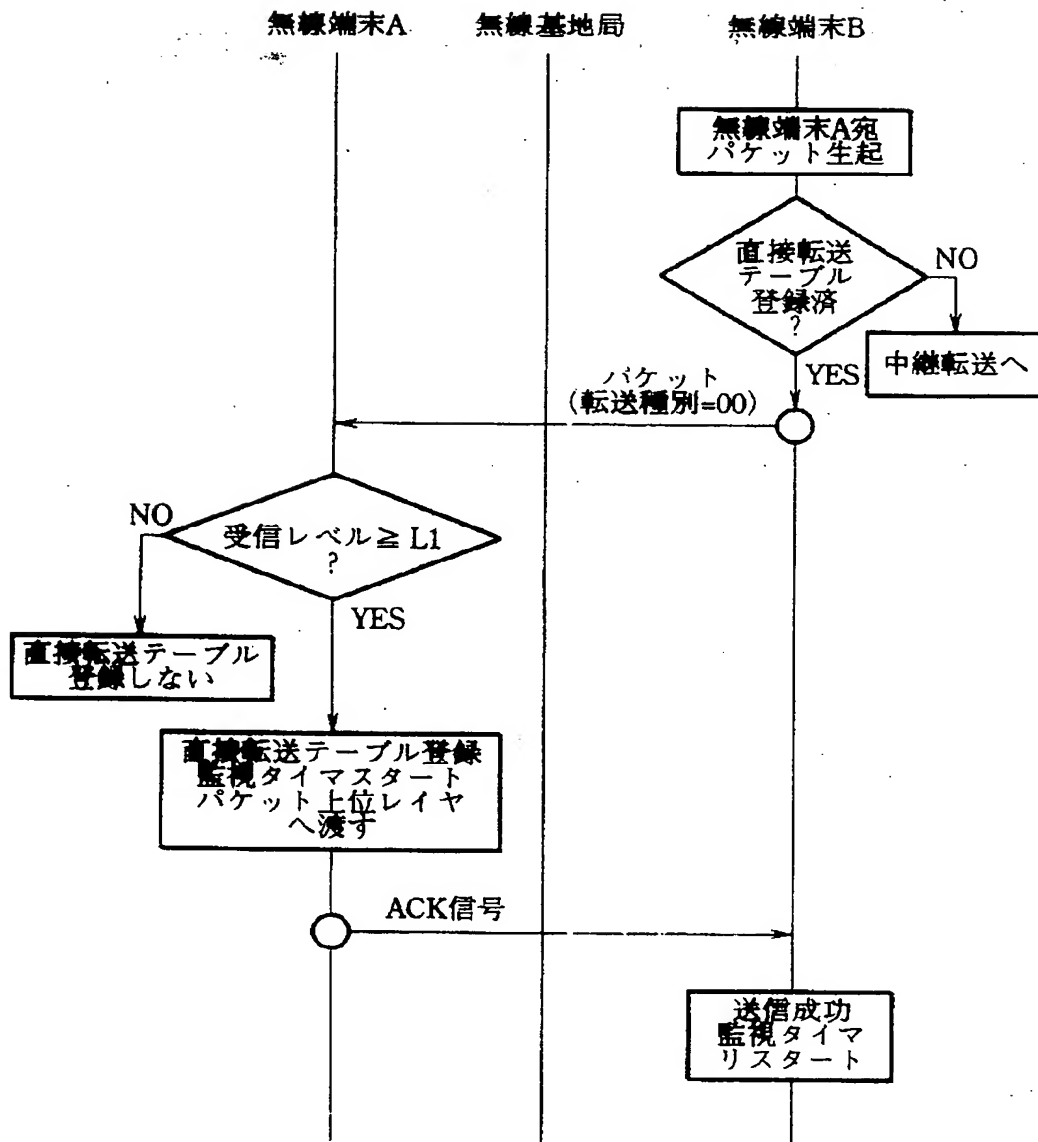 無線端末A 無線基地局 無線端末B
無線端末A宛
パケット生起
直接転送
テーブル
登録済
?
NO
中継転送へ
YES
パケット
(転送種別=00)
NO
受信レベル≧L1
?
YES
直接転送テーブル
登録しない
直接転送テーブル登録
監視タイマスタート
パケット上位レイヤ
へ渡す
ACK信号
送信成功
監視タイマ
リスタート